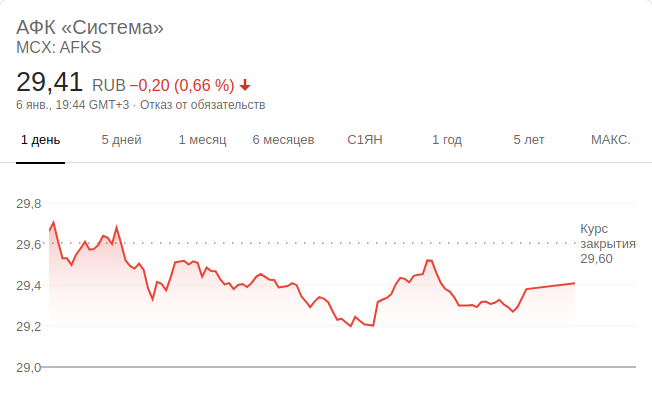 АФК «Система»
MCX: AFKS
29,41 RUB −0,20 (0,66 %)
6 янв., 19:44 GMT+3 · Отказ от обязательств
1 день 5 дней 1 месяц 6 месяцев С1ЯН 1 год 5 лет МАКС.
29,8
29,6
29,4
29,2
29,0
Курс
закрытия
29,60